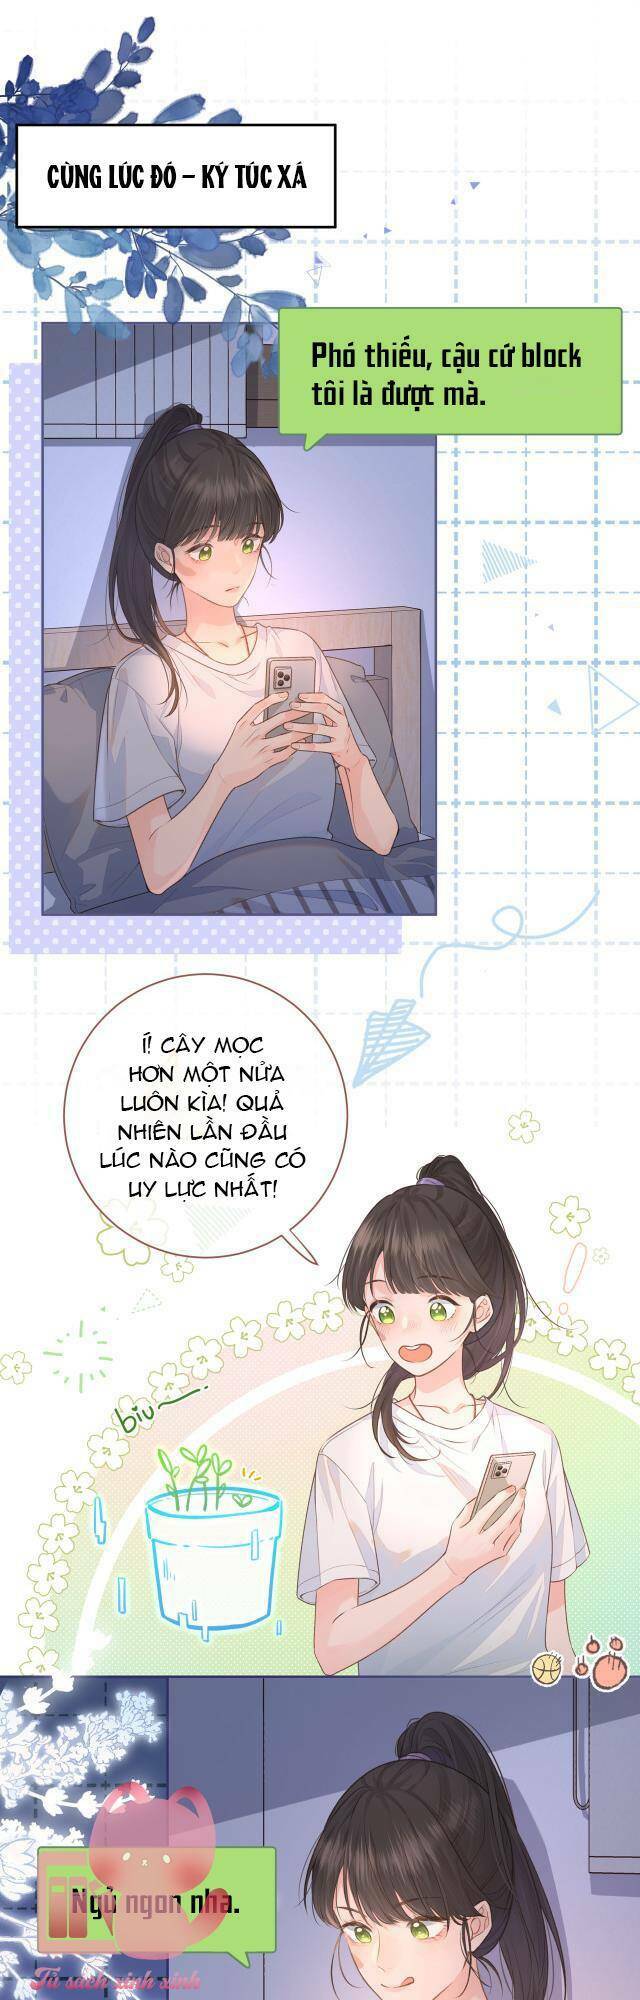 CÙNG LÚC ĐÓ – KÝ TÚC XÁ
Phó thiếu, cậu cứ block
tôi là được mà.
Í! CÂY MỌC
HƠN MỘT NỬA
LUÔN KÌA! QUẢ
NHIÊN LẦN ĐẦU
LÚC NÀO CŨNG CÓ
UY LỰC NHẤT!
biu~
Ngủ ngon nha.
Tủ sách xinh xinh